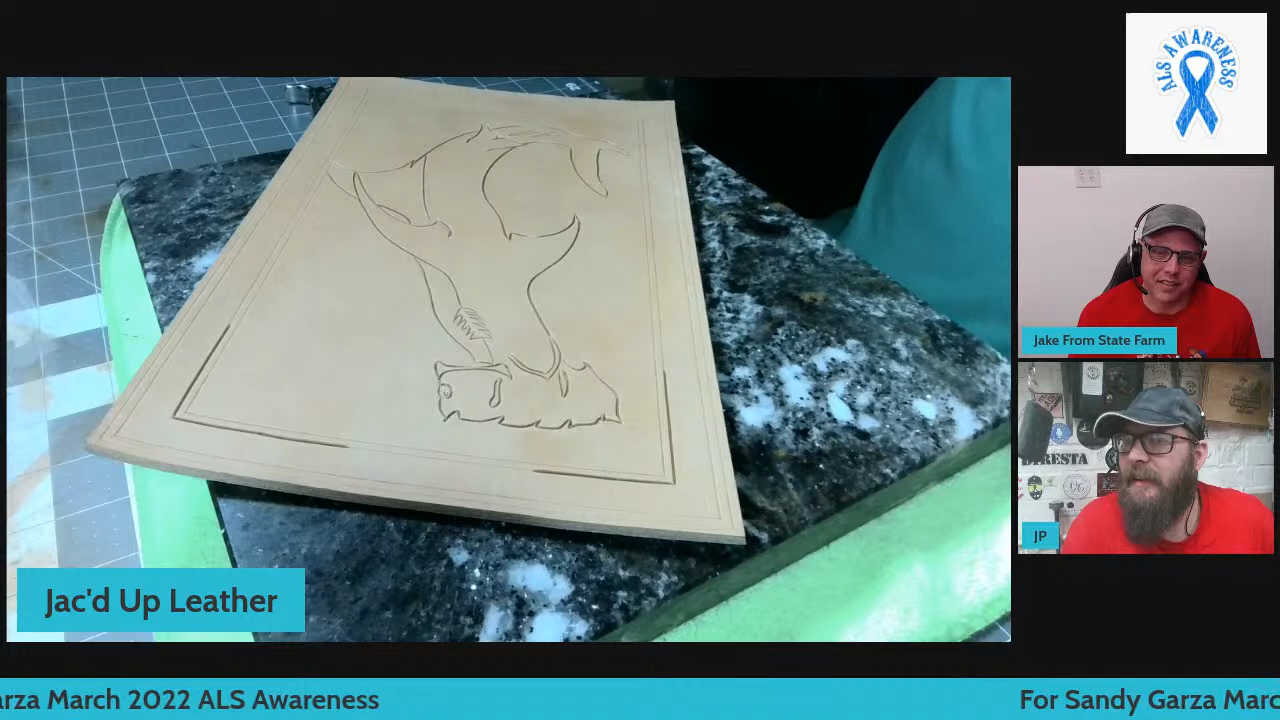 ALS AWARENESS
Jake From State Farm
DIRESTA
JP
Jac'd Up Leather
arza March 2022 ALS Awareness
For Sandy Garza Marc